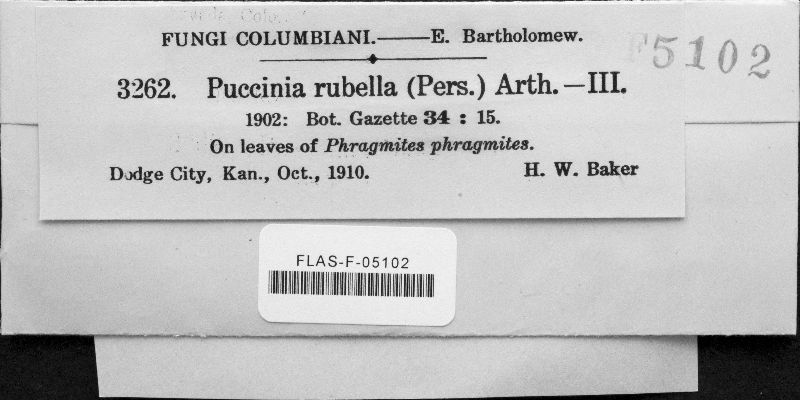 FUNGI COLUMBIANI.——E. Bartholomew.
F5102
3262. Puccinia rubella (Pers.) Arth.—III.
1902: Bot. Gazette 34 : 15.
On leaves of Phragmites phragmites.
Dodge City, Kan., Oct., 1910. H. W. Baker
FLAS-F-05102